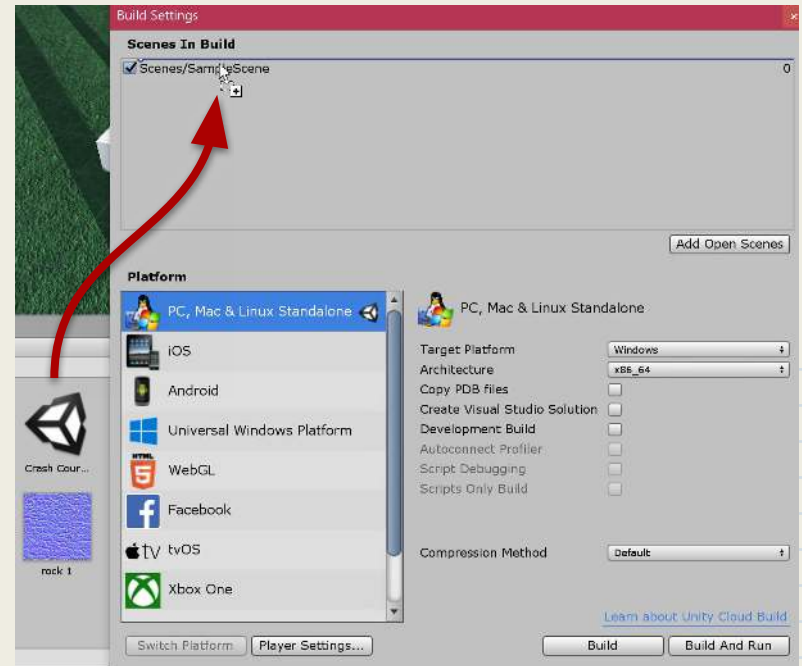 Build Settings
Scenes In Build
Scenes/SampleScene 0
Add Open Scenes
Platform
PC, Mac & Linux Standalone
iOS
Android
Universal Windows Platform
HTML
5
WebGL
Facebook
tv tvOS
Xbox One
PC, Mac & Linux Standalone
Target Platform Windows
Architecture x86_64
Copy PDB files
Create Visual Studio Solution
Development Build
Autoconnect Profiler
Script Debugging
Scripts Only Build
Compression Method Default
Learn about Unity Cloud Build
Switch Platform Player Settings... Build Build And Run
Crash Cour...
rock 1